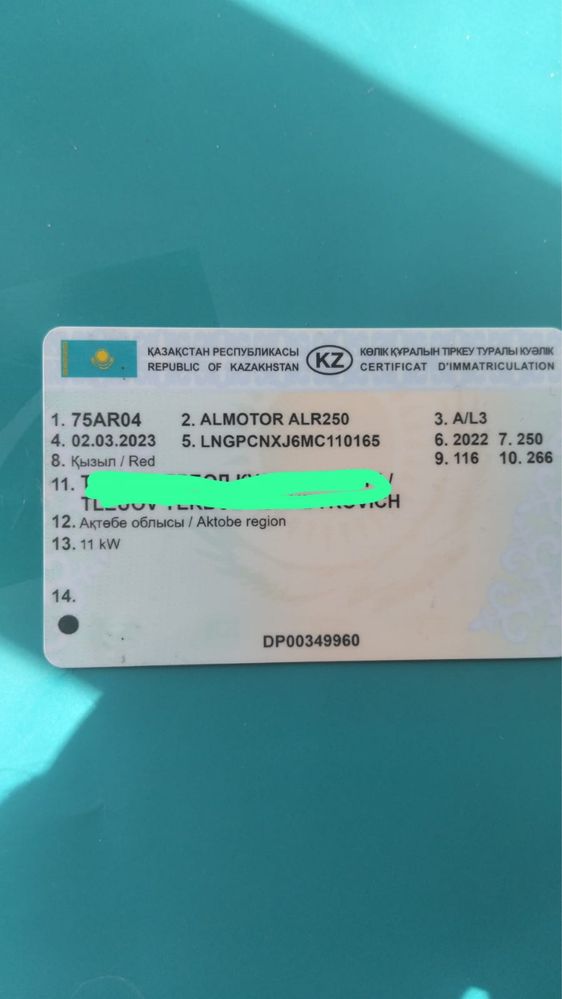 ҚАЗАҚСТАН РЕСПУБЛИКАСЫ KZ КӨЛІК ҚҰРАЛЫН ТІРКЕУ ТУРАЛЫ КУӘЛІК
REPUBLIC OF KAZAKHSTAN CERTIFICAT D'IMMATRICULATION
1. 75AR04 2. ALMOTOR ALR250 3. A/L3
4. 02.03.2023 5. LNGPCNXJ6MC110165 6. 2022 7. 250
8. Қызыл / Red 9. 116 10. 266
11.
12. Ақтөбе облысы / Aktobe region
13. 11 kW
14.
DP00349960